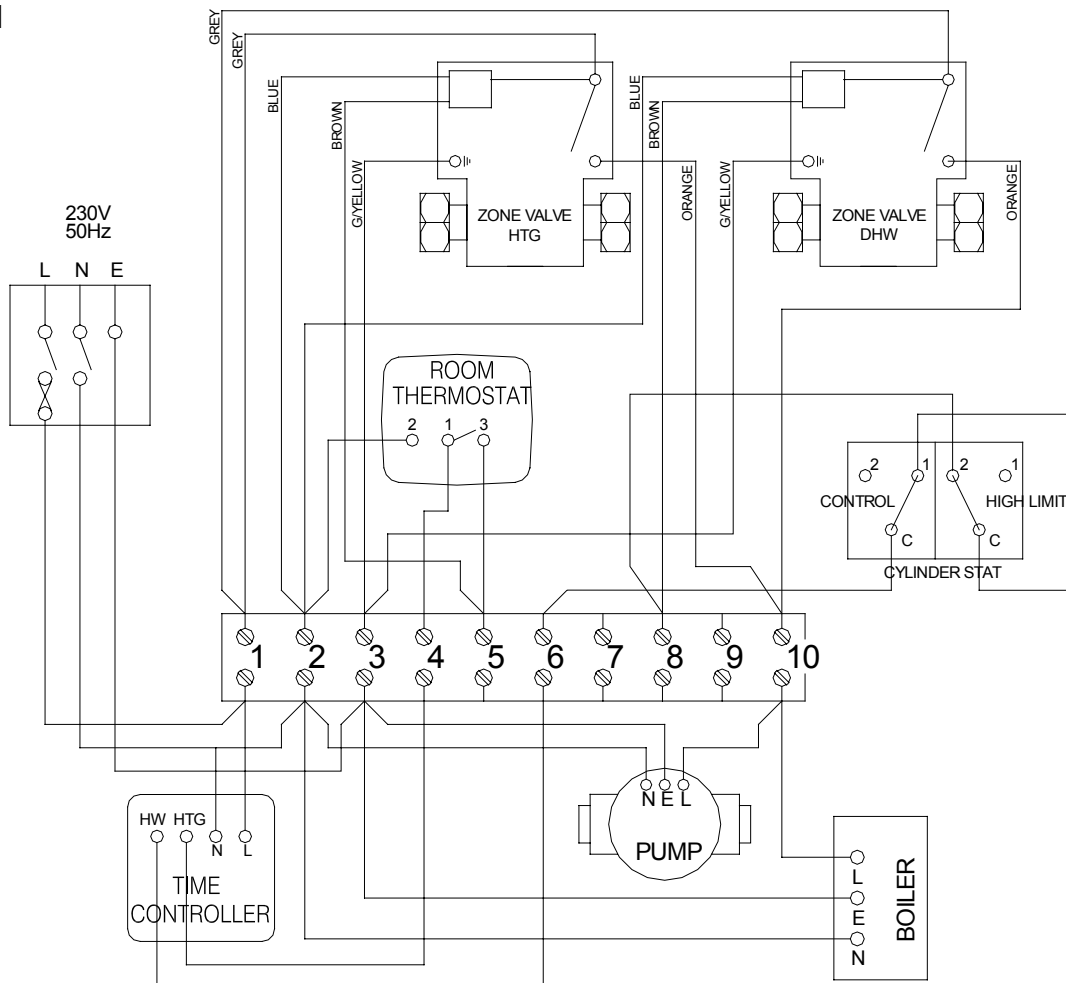 GREY
GREY
BLUE
BROWN
G/YELLOW
ORANGE
BLUE
BROWN
G/YELLOW
ORANGE
ZONE VALVE
HTG
ZONE VALVE
DHW
230V
50Hz
L N E
ROOM
THERMOSTAT
2 1 3
2 1 2 1
CONTROL HIGH LIMIT
C C
CYLINDER STAT
1 2 3 4 5 6 7 8 9 10
HW HTG N L
TIME
CONTROLLER
N E L
PUMP
L
E
N
BOILER